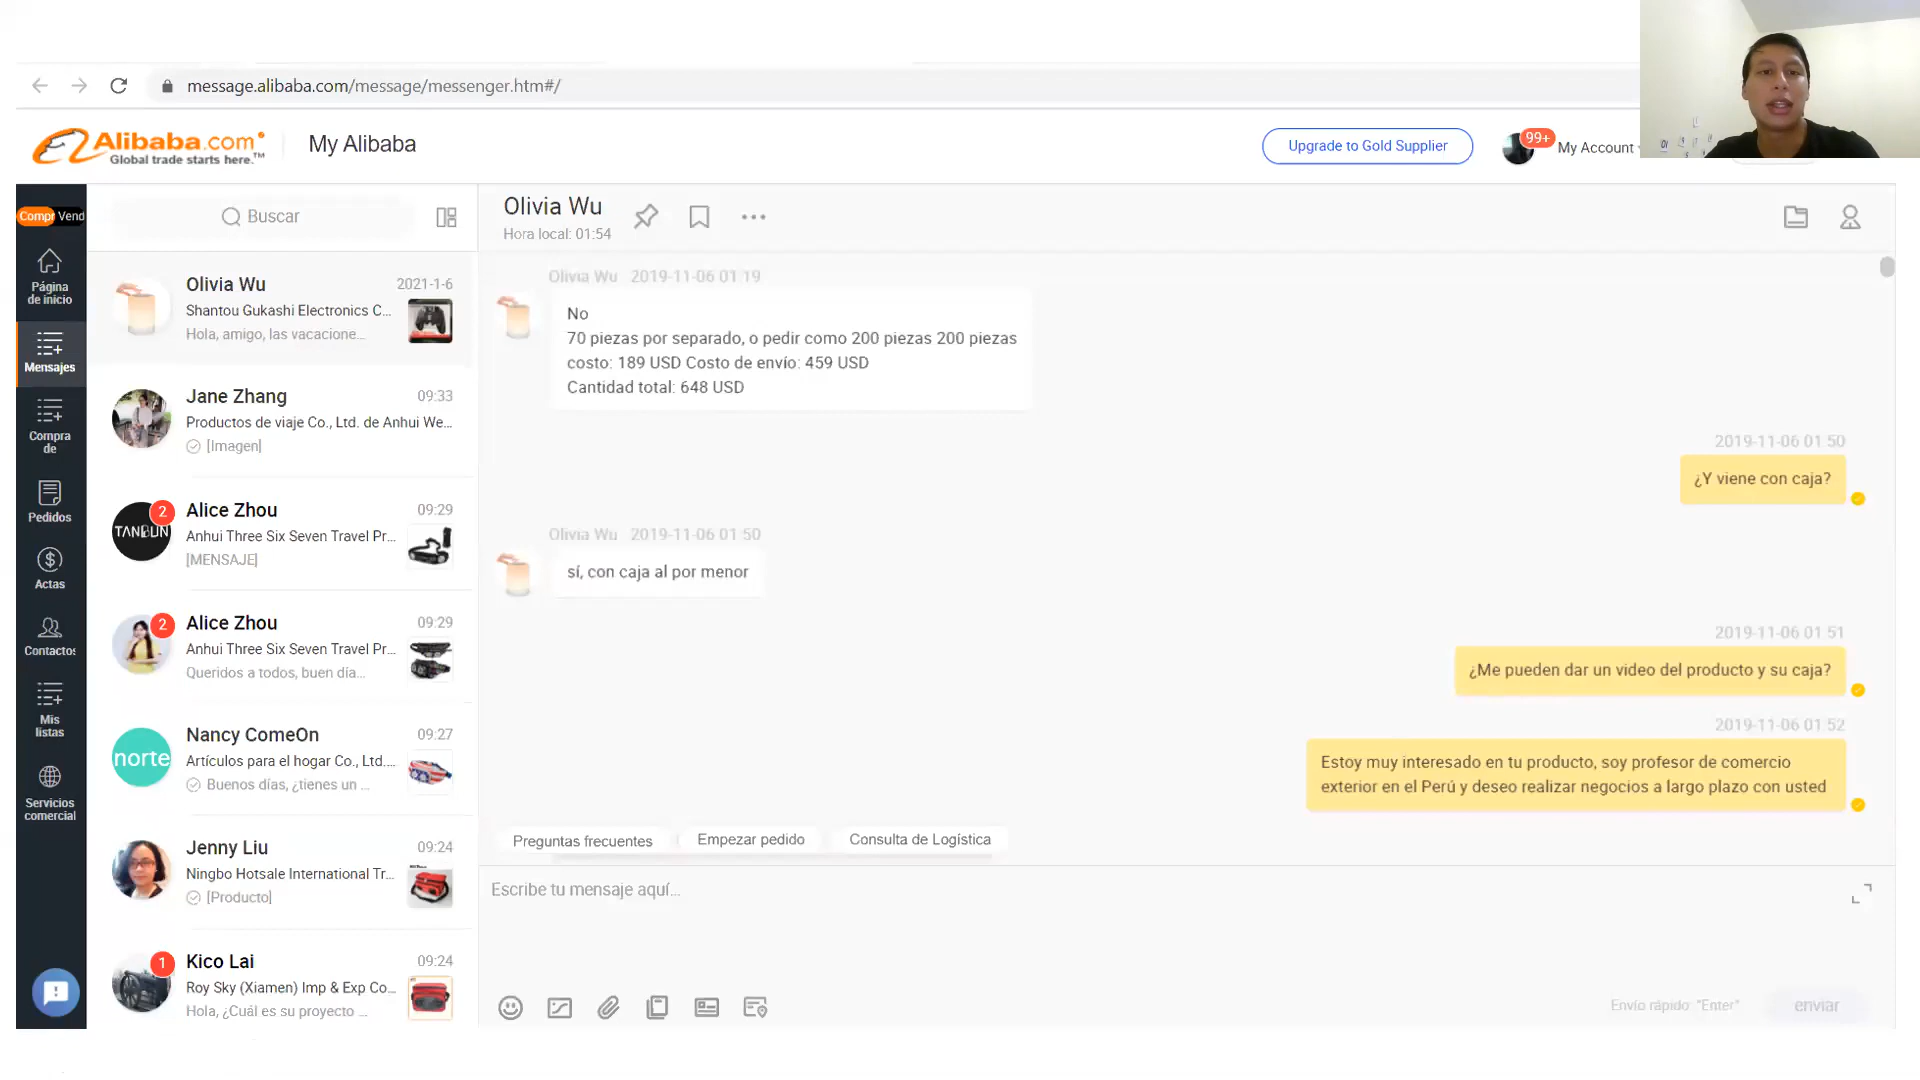 message.alibaba.com/message/messenger.htm#/
Alibaba.com
Global trade starts here.™
My Alibaba
Upgrade to Gold Supplier
99+
My Account
Compr Vend
Página
de inicio
Mensajes
Compra
de
Pedidos
Actas
Contactos
Mis
listas
Servicios
comercial
Buscar
Olivia Wu
2021-1-6
Shantou Gukashi Electronics C...
Hola, amigo, las vacacione...
Jane Zhang
09:33
Productos de viaje Co., Ltd. de Anhui We...
[Imagen]
2
TANBUN
Alice Zhou
09:29
Anhui Three Six Seven Travel Pr...
[MENSAJE]
2
Alice Zhou
09:29
Anhui Three Six Seven Travel Pr...
Queridos a todos, buen día...
norte
Nancy ComeOn
09:27
Artículos para el hogar Co., Ltd....
Buenos días, ¿tienes un ...
Jenny Liu
09:24
Ningbo Hotsale International Tr...
[Producto]
1
Kico Lai
09:24
Roy Sky (Xiamen) Imp & Exp Co...
Hola, ¿Cuál es su proyecto ...
Olivia Wu
Hora local: 01:54
Olivia Wu 2019-11-06 01:19
No
70 piezas por separado, o pedir como 200 piezas 200 piezas
costo: 189 USD Costo de envío: 459 USD
Cantidad total: 648 USD
2019-11-06 01:50
¿Y viene con caja?
Olivia Wu 2019-11-06 01:50
sí, con caja al por menor
2019-11-06 01:51
¿Me pueden dar un video del producto y su caja?
2019-11-06 01:52
Estoy muy interesado en tu producto, soy profesor de comercio
exterior en el Perú y deseo realizar negocios a largo plazo con usted
Preguntas frecuentes
Empezar pedido
Consulta de Logística
Escribe tu mensaje aquí...
Envío rápido: "Enter"
enviar